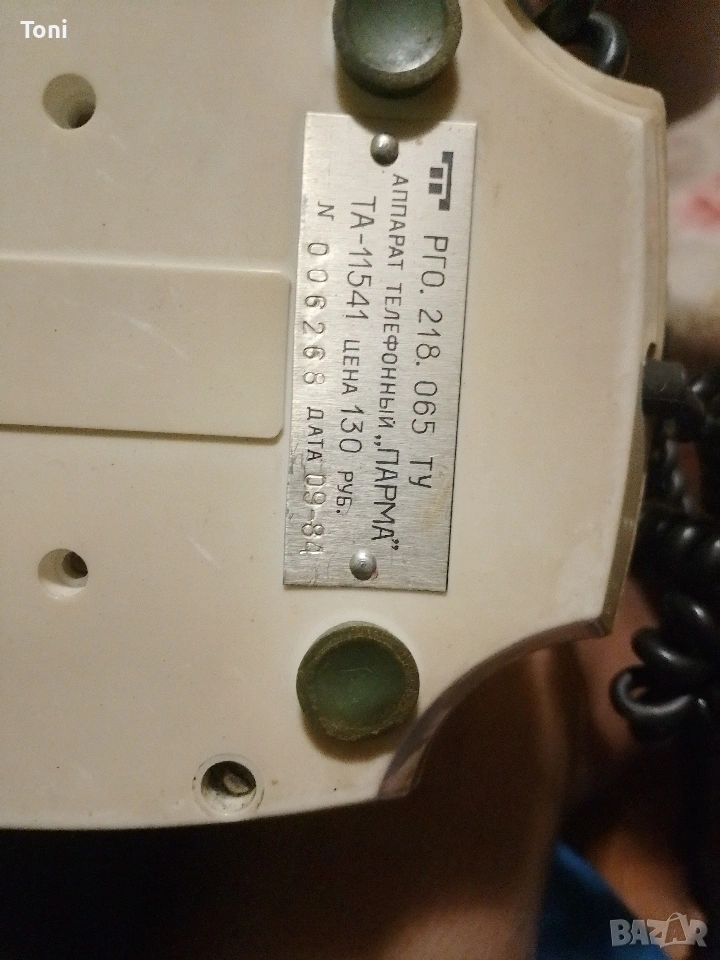 Toni
РГО. 218. 065 ТУ
АППАРАТ ТЕЛЕФОННЫЙ „ПАРМА”
ТА-11541 ЦЕНА 130 РУБ.
N 006268 ДАТА 09-84
BAZAR